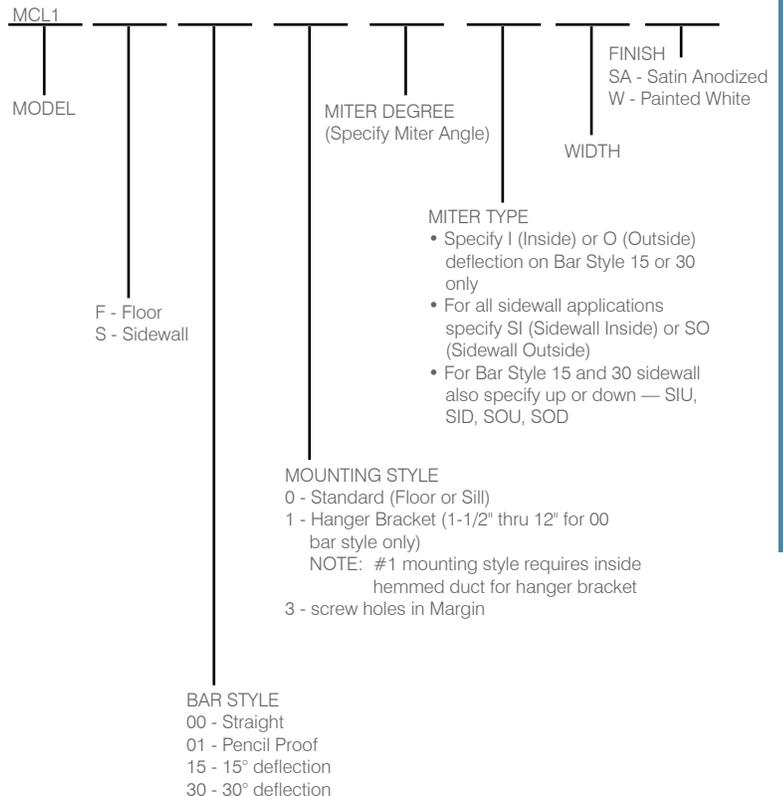 MCL1
MODEL
F - Floor
S - Sidewall
BAR STYLE
00 - Straight
01 - Pencil Proof
15 - 15° deflection
30 - 30° deflection
MOUNTING STYLE
0 - Standard (Floor or Sill)
1 - Hanger Bracket (1-1/2" thru 12" for 00
bar style only)
NOTE: #1 mounting style requires inside
hemmed duct for hanger bracket
3 - screw holes in Margin
MITER DEGREE
(Specify Miter Angle)
MITER TYPE
• Specify I (Inside) or O (Outside)
deflection on Bar Style 15 or 30
only
• For all sidewall applications
specify SI (Sidewall Inside) or SO
(Sidewall Outside)
• For Bar Style 15 and 30 sidewall
also specify up or down — SIU,
SID, SOU, SOD
WIDTH
FINISH
SA - Satin Anodized
W - Painted White